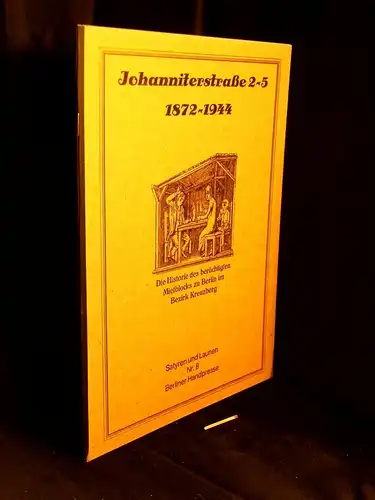 Johanniterstraße 2-5
1872-1944
Die Historie des berüchtigten
Mietblocks zu Berlin im
Bezirk Kreuzberg
Satyren und Launen
Nr. 8
Berliner Handpresse